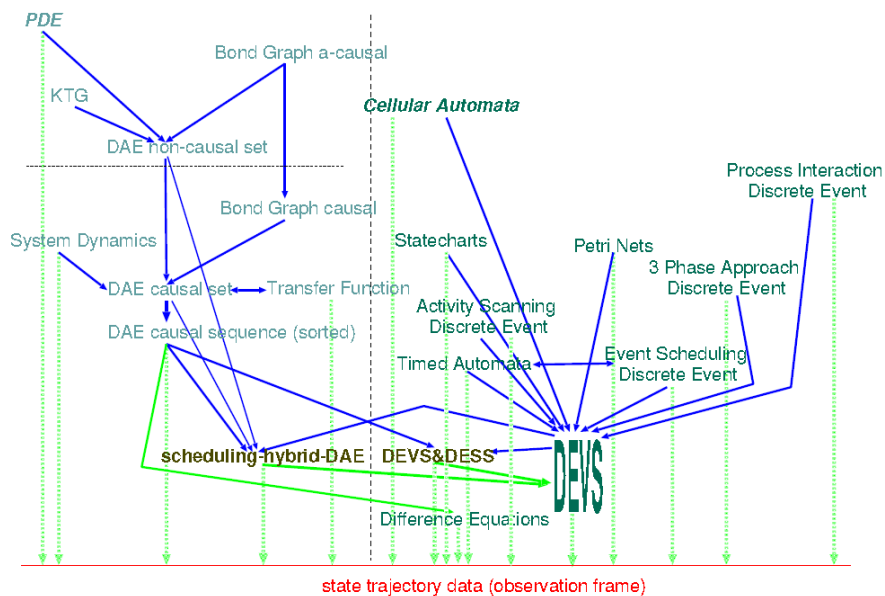 PDE
Bond Graph a-causal
KTG
Cellular Automata
DAE non-causal set
Process Interaction
Discrete Event
Bond Graph causal
System Dynamics
Statecharts
Petri Nets
3 Phase Approach
Discrete Event
DAE causal set
Transfer Function
Activity Scanning
Discrete Event
DAE causal sequence (sorted)
Timed Automata
Event Scheduling
Discrete Event
scheduling-hybrid-DAE
DEVS&DESS
DEVS
Difference Equations
state trajectory data (observation frame)